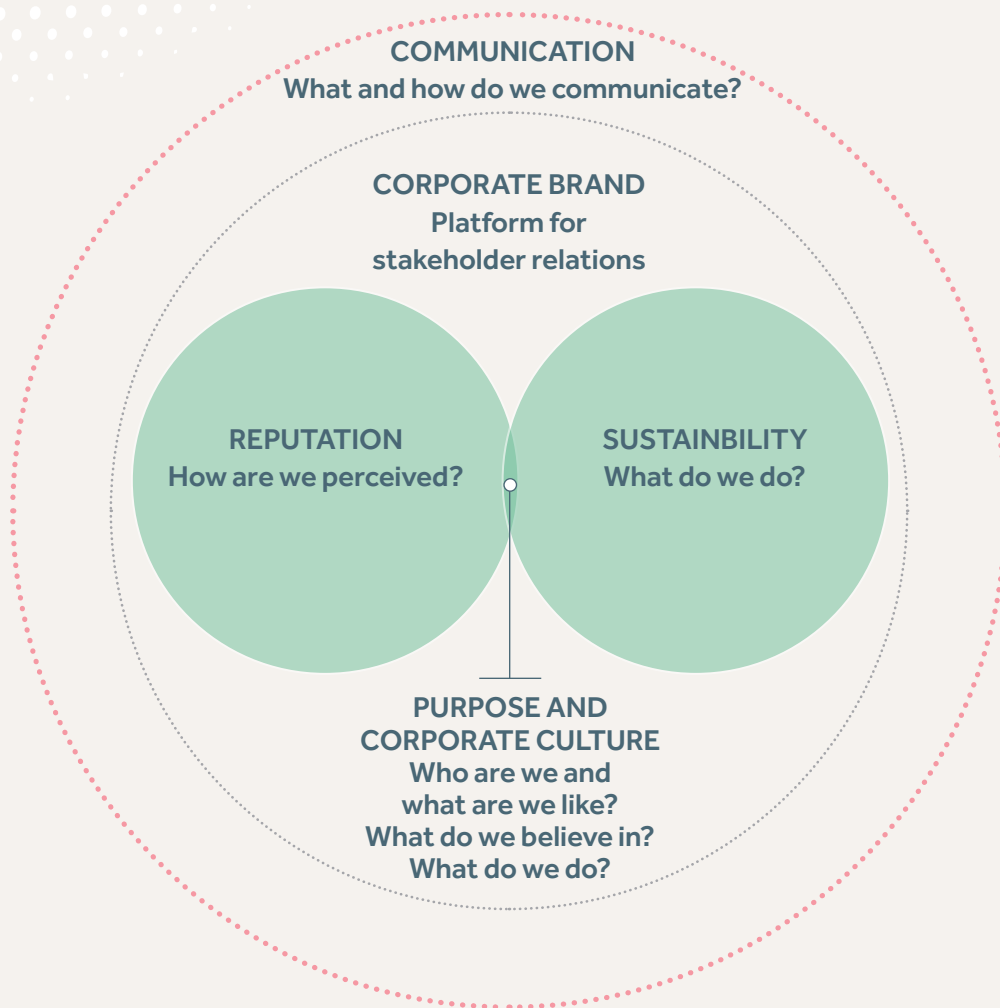 COMMUNICATION
What and how do we communicate?
CORPORATE BRAND
Platform for
stakeholder relations
REPUTATION
How are we perceived?
SUSTAINBILITY
What do we do?
PURPOSE AND
CORPORATE CULTURE
Who are we and
what are we like?
What do we believe in?
What do we do?